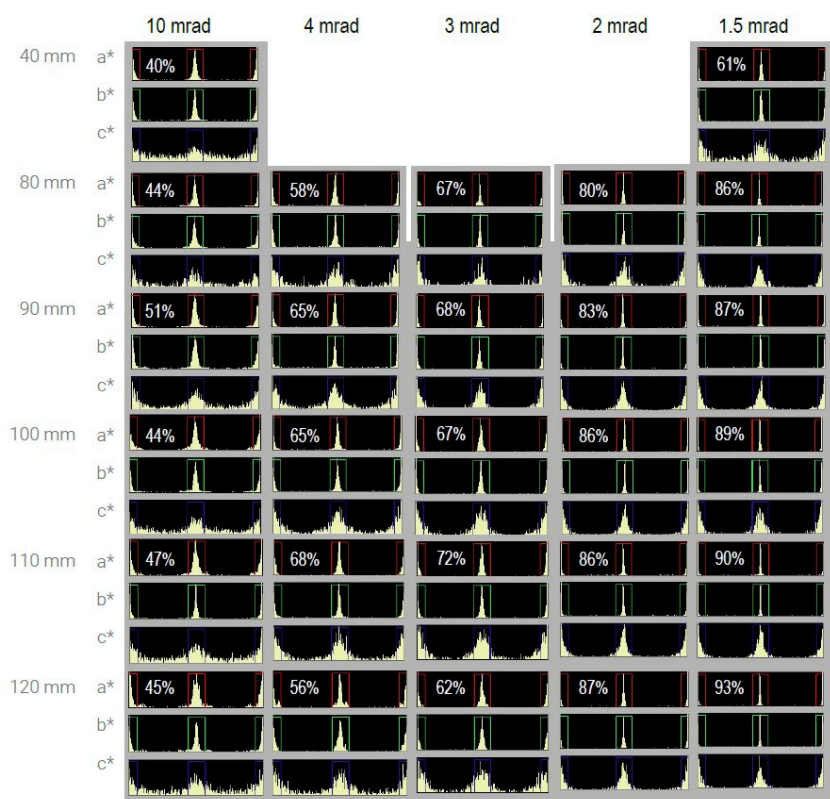 10 mrad 4 mrad 3 mrad 2 mrad 1.5 mrad
40 mm a* 40% 61%
b*
c*
80 mm a* 44% 58% 67% 80% 86%
b*
c*
90 mm a* 51% 65% 68% 83% 87%
b*
c*
100 mm a* 44% 65% 67% 86% 89%
b*
c*
110 mm a* 47% 68% 72% 86% 90%
b*
c*
120 mm a* 45% 56% 62% 87% 93%
b*
c*